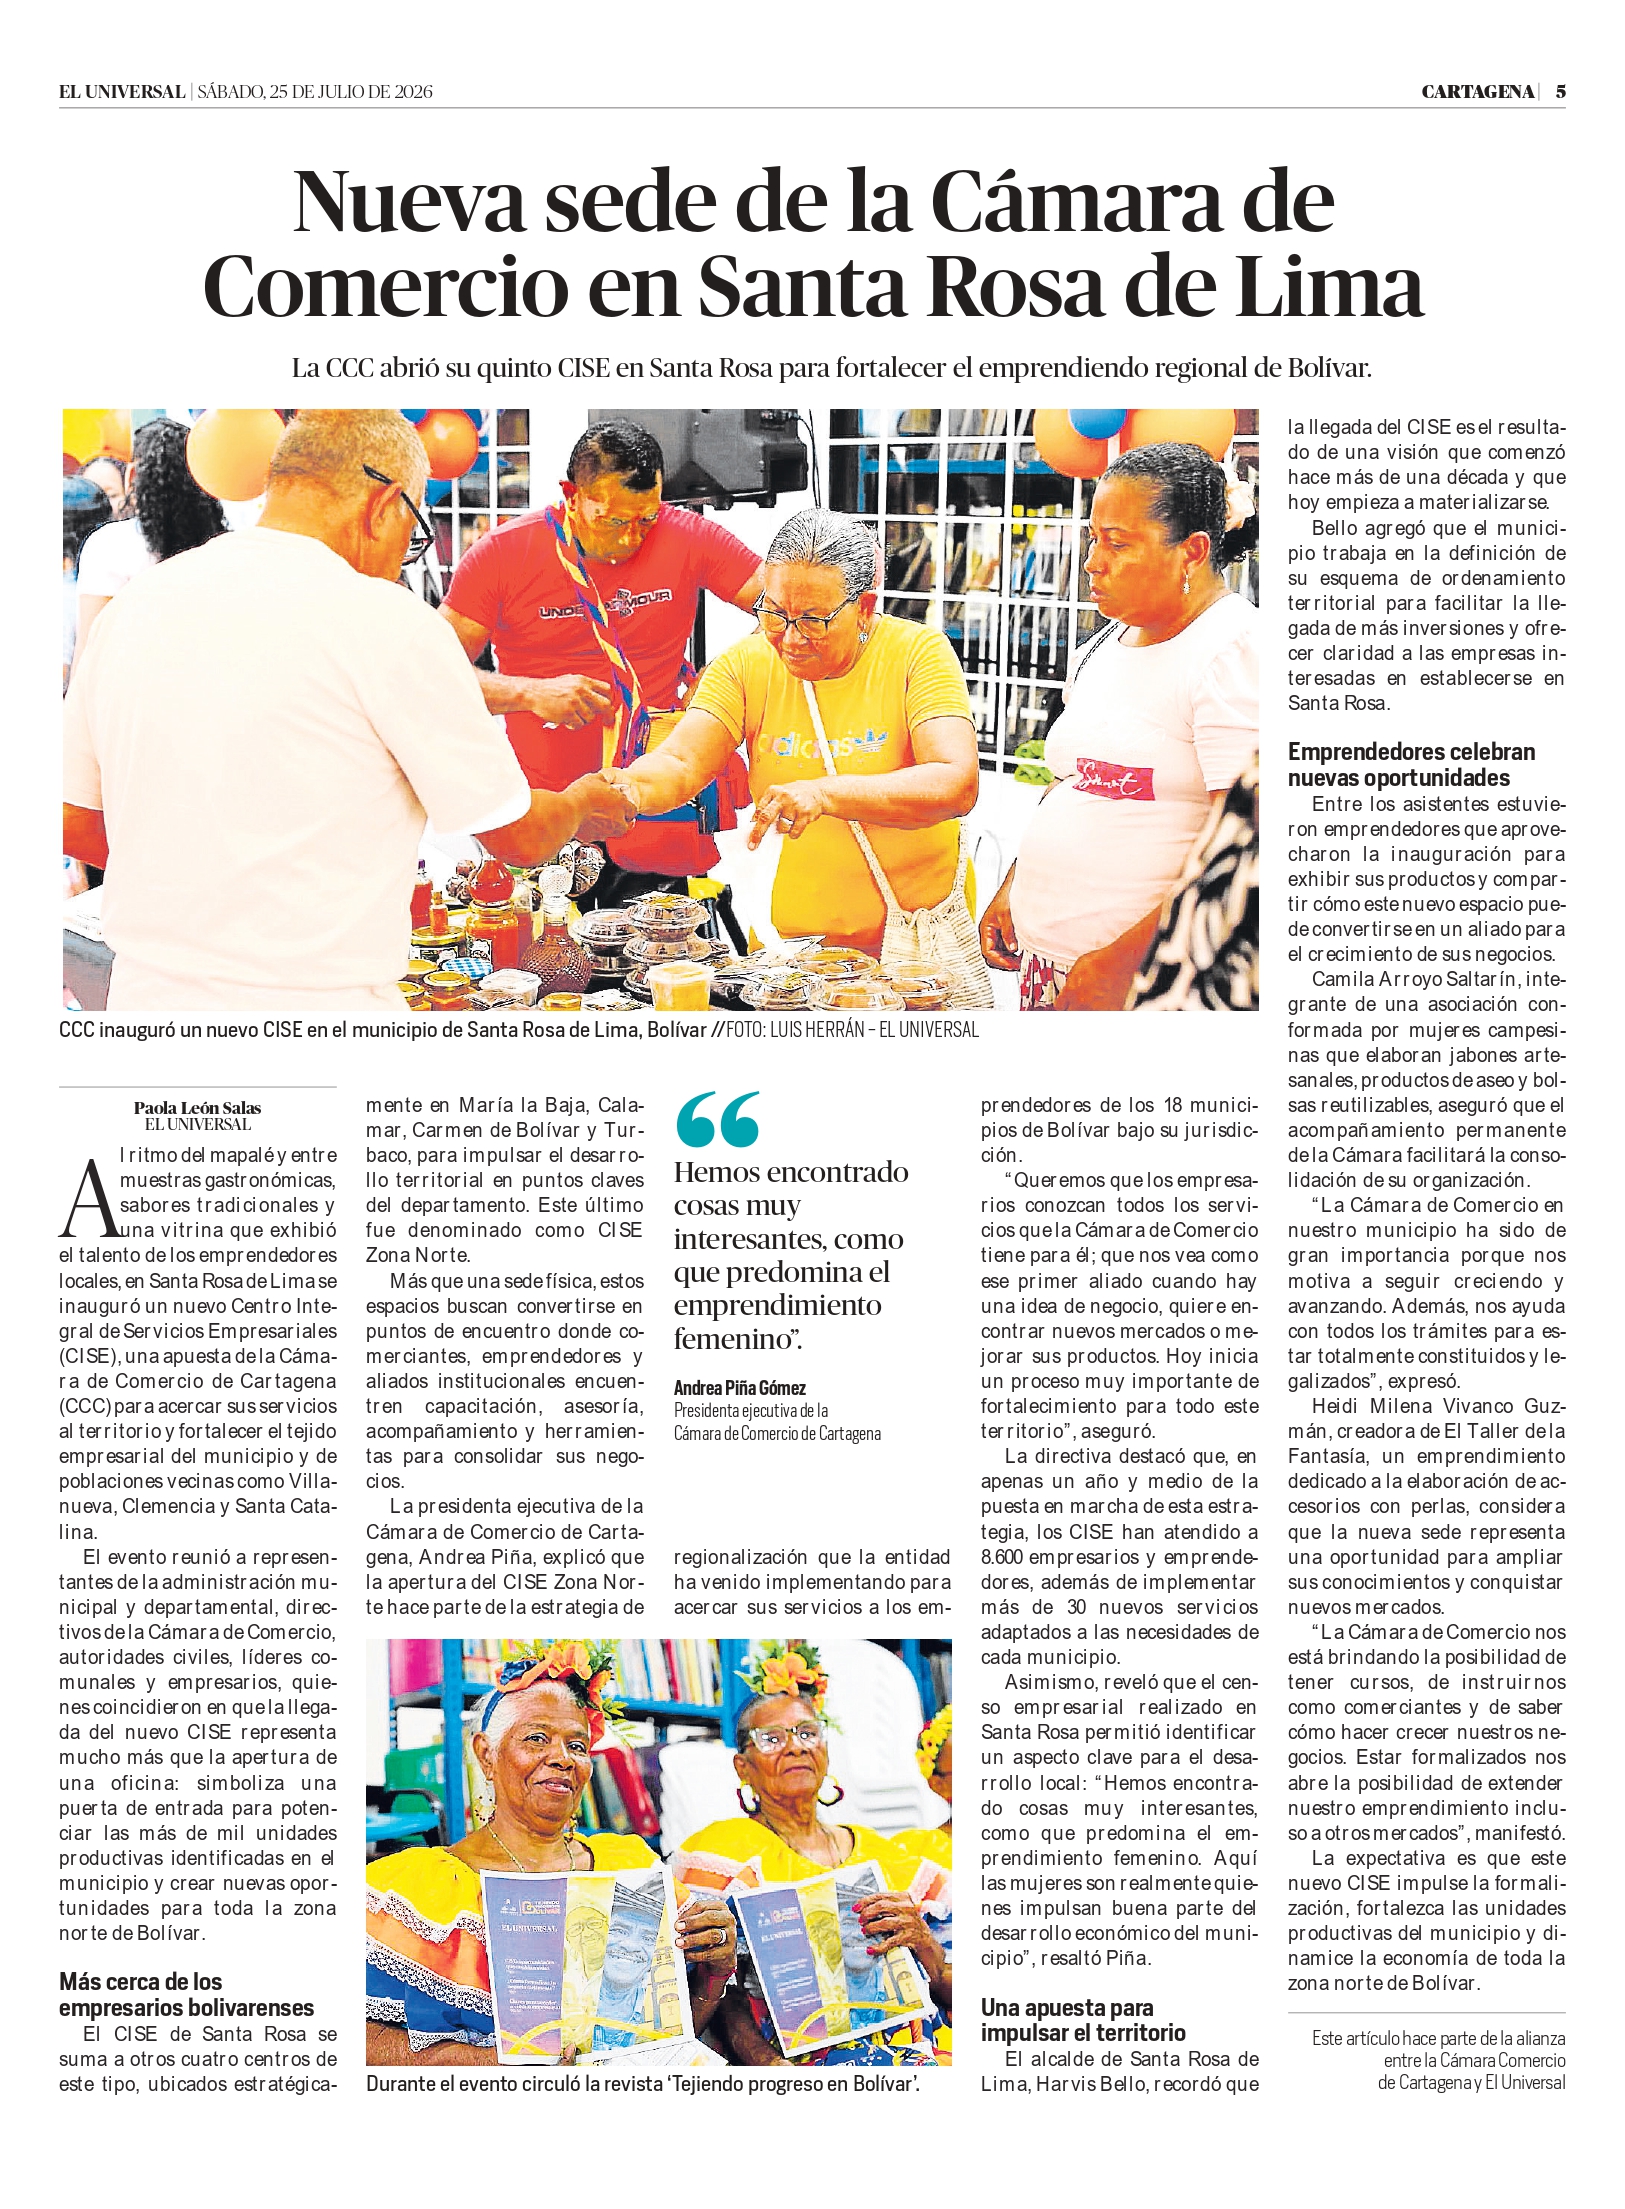 EL UNIVERSAL | SÁBADO, 25 DE JULIO DE 2026
CARTAGENA | 5
Nueva sede de la Cámara de
Comercio en Santa Rosa de Lima
La CCC abrió su quinto CISE en Santa Rosa para fortalecer el emprendiendo regional de Bolívar.
UNDER ARMOUR
adidas
Smart
CCC inauguró un nuevo CISE en el municipio de Santa Rosa de Lima, Bolívar //FOTO: LUIS HERRÁN - EL UNIVERSAL
Paola León Salas
EL UNIVERSAL
Al ritmo del mapalé y entre
muestras gastronómicas,
sabores tradicionales y
una vitrina que exhibió
el talento de los emprendedores
locales, en Santa Rosa de Lima se
inauguró un nuevo Centro Inte-
gral de Servicios Empresariales
(CISE), una apuesta de la Cáma-
ra de Comercio de Cartagena
(CCC) para acercar sus servicios
al territorio y fortalecer el tejido
empresarial del municipio y de
poblaciones vecinas como Villa-
nueva, Clemencia y Santa Cata-
lina.
El evento reunió a represen-
tantes de la administración mu-
nicipal y departamental, direc-
tivos de la Cámara de Comercio,
autoridades civiles, líderes co-
munales y empresarios, quie-
nes coincidieron en que la llega-
da del nuevo CISE representa
mucho más que la apertura de
una oficina: simboliza una
puerta de entrada para poten-
ciar las más de mil unidades
productivas identificadas en el
municipio y crear nuevas opor-
tunidades para toda la zona
norte de Bolívar.
Más cerca de los
empresarios bolivarenses
El CISE de Santa Rosa se
suma a otros cuatro centros de
este tipo, ubicados estratégica-
mente en María la Baja, Cala-
mar, Carmen de Bolívar y Tur-
baco, para impulsar el desarro-
llo territorial en puntos claves
del departamento. Este último
fue denominado como CISE
Zona Norte.
Más que una sede física, estos
espacios buscan convertirse en
puntos de encuentro donde co-
merciantes, emprendedores y
aliados institucionales encuen-
tren capacitación, asesoría,
acompañamiento y herramien-
tas para consolidar sus nego-
cios.
La presidenta ejecutiva de la
Cámara de Comercio de Carta-
gena, Andrea Piña, explicó que
la apertura del CISE Zona Nor-
te hace parte de la estrategia de
“
Hemos encontrado
cosas muy
interesantes, como
que predomina el
emprendimiento
femenino”.
Andrea Piña Gómez
Presidenta ejecutiva de la
Cámara de Comercio de Cartagena
regionalización que la entidad
ha venido implementando para
acercar sus servicios a los em-
EL UNIVERSAL
EL UNIVERSAL
Durante el evento circuló la revista ‘Tejiendo progreso en Bolívar’.
prendedores de los 18 munici-
pios de Bolívar bajo su jurisdic-
ción.
“Queremos que los empresa-
rios conozcan todos los servi-
cios que la Cámara de Comercio
tiene para él; que nos vea como
ese primer aliado cuando hay
una idea de negocio, quiere en-
contrar nuevos mercados o me-
jorar sus productos. Hoy inicia
un proceso muy importante de
fortalecimiento para todo este
territorio”, aseguró.
La directiva destacó que, en
apenas un año y medio de la
puesta en marcha de esta estra-
tegia, los CISE han atendido a
8.600 empresarios y emprende-
dores, además de implementar
más de 30 nuevos servicios
adaptados a las necesidades de
cada municipio.
Asimismo, reveló que el cen-
so empresarial realizado en
Santa Rosa permitió identificar
un aspecto clave para el desa-
rrollo local: “Hemos encontra-
do cosas muy interesantes,
como que predomina el em-
prendimiento femenino. Aquí
las mujeres son realmente quie-
nes impulsan buena parte del
desarrollo económico del muni-
cipio”, resaltó Piña.
Una apuesta para
impulsar el territorio
El alcalde de Santa Rosa de
Lima, Harvis Bello, recordó que
la llegada del CISE es el resulta-
do de una visión que comenzó
hace más de una década y que
hoy empieza a materializarse.
Bello agregó que el munici-
pio trabaja en la definición de
su esquema de ordenamiento
territorial para facilitar la lle-
gada de más inversiones y ofre-
cer claridad a las empresas in-
teresadas en establecerse en
Santa Rosa.
Emprendedores celebran
nuevas oportunidades
Entre los asistentes estuvie-
ron emprendedores que aprove-
charon la inauguración para
exhibir sus productos y compar-
tir cómo este nuevo espacio pue-
de convertirse en un aliado para
el crecimiento de sus negocios.
Camila Arroyo Saltarín, inte-
grante de una asociación con-
formada por mujeres campesi-
nas que elaboran jabones arte-
sanales, productos de aseo y bol-
sas reutilizables, aseguró que el
acompañamiento permanente
de la Cámara facilitará la conso-
lidación de su organización.
“La Cámara de Comercio en
nuestro municipio ha sido de
gran importancia porque nos
motiva a seguir creciendo y
avanzando. Además, nos ayuda
con todos los trámites para es-
tar totalmente constituidos y le-
galizados”, expresó.
Heidi Milena Vivanco Guz-
mán, creadora de El Taller de la
Fantasía, un emprendimiento
dedicado a la elaboración de ac-
cesorios con perlas, considera
que la nueva sede representa
una oportunidad para ampliar
sus conocimientos y conquistar
nuevos mercados.
“La Cámara de Comercio nos
está brindando la posibilidad de
tener cursos, de instruirnos
como comerciantes y de saber
cómo hacer crecer nuestros ne-
gocios. Estar formalizados nos
abre la posibilidad de extender
nuestro emprendimiento inclu-
so a otros mercados”, manifestó.
La expectativa es que este
nuevo CISE impulse la formali-
zación, fortalezca las unidades
productivas del municipio y di-
namice la economía de toda la
zona norte de Bolívar.
Este artículo hace parte de la alianza
entre la Cámara Comercio
de Cartagena y El Universal